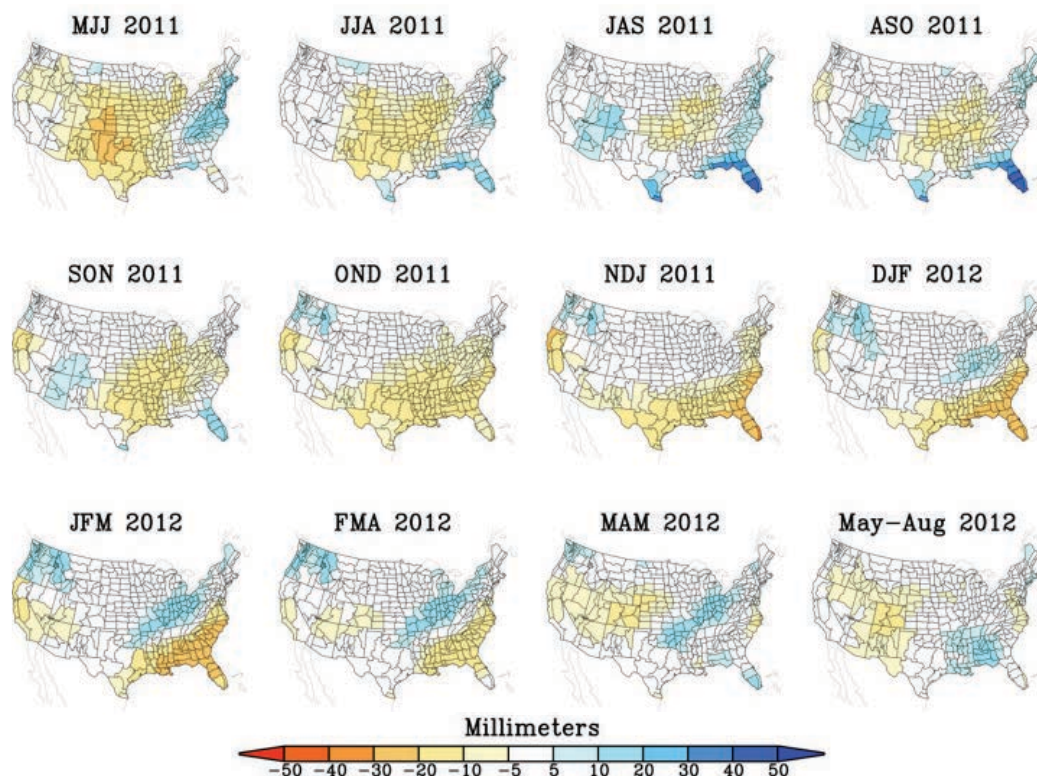 MJJ 2011
JJA 2011
JAS 2011
ASO 2011
SON 2011
OND 2011
NDJ 2011
DJF 2012
JFM 2012
FMA 2012
MAM 2012
May-Aug 2012
Millimeters
-50 -40 -30 -20 -10 -5 5 10 20 30 40 50